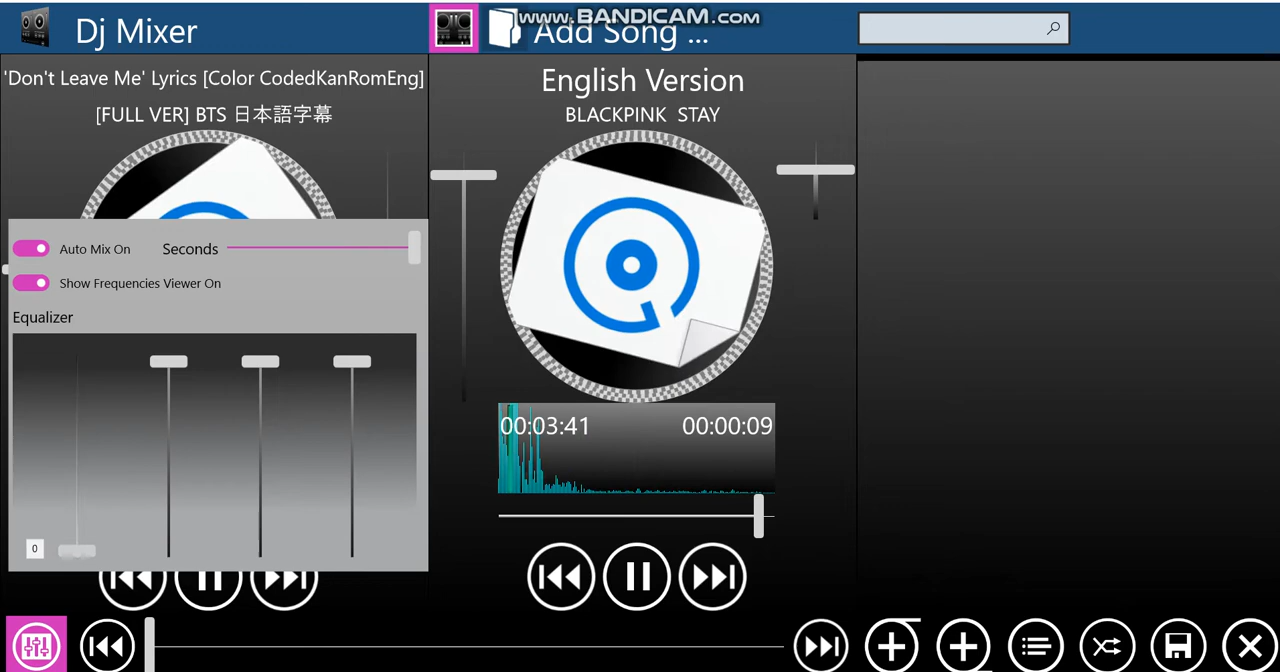 www.BANDICAM.com
Dj Mixer
Add Song ...
'Don't Leave Me' Lyrics [Color CodedKanRomEng]
[FULL VER] BTS 日本語字幕
English Version
BLACKPINK STAY
Auto Mix On
Seconds
Show Frequencies Viewer On
Equalizer
0
00:03:41
00:00:09